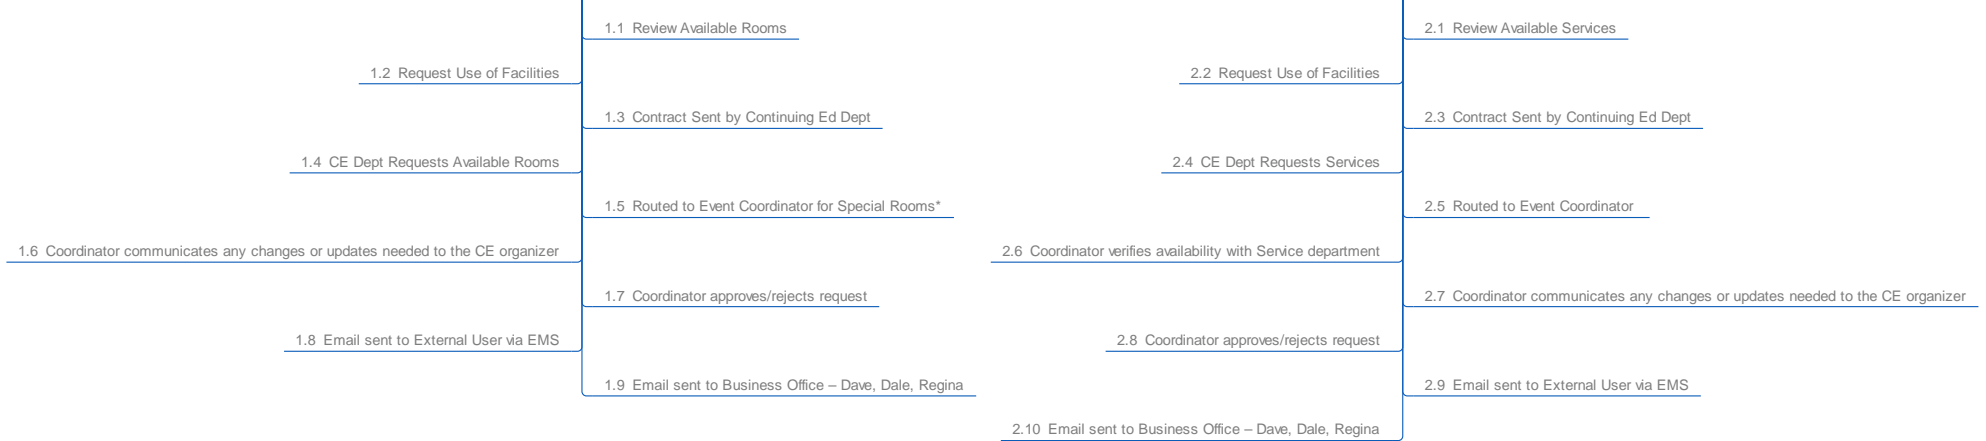 1.1 Review Available Rooms
1.2 Request Use of Facilities
1.3 Contract Sent by Continuing Ed Dept
1.4 CE Dept Requests Available Rooms
1.5 Routed to Event Coordinator for Special Rooms*
1.6 Coordinator communicates any changes or updates needed to the CE organizer
1.7 Coordinator approves/rejects request
1.8 Email sent to External User via EMS
1.9 Email sent to Business Office – Dave, Dale, Regina
2.1 Review Available Services
2.2 Request Use of Facilities
2.3 Contract Sent by Continuing Ed Dept
2.4 CE Dept Requests Services
2.5 Routed to Event Coordinator
2.6 Coordinator verifies availability with Service department
2.7 Coordinator communicates any changes or updates needed to the CE organizer
2.8 Coordinator approves/rejects request
2.9 Email sent to External User via EMS
2.10 Email sent to Business Office – Dave, Dale, Regina